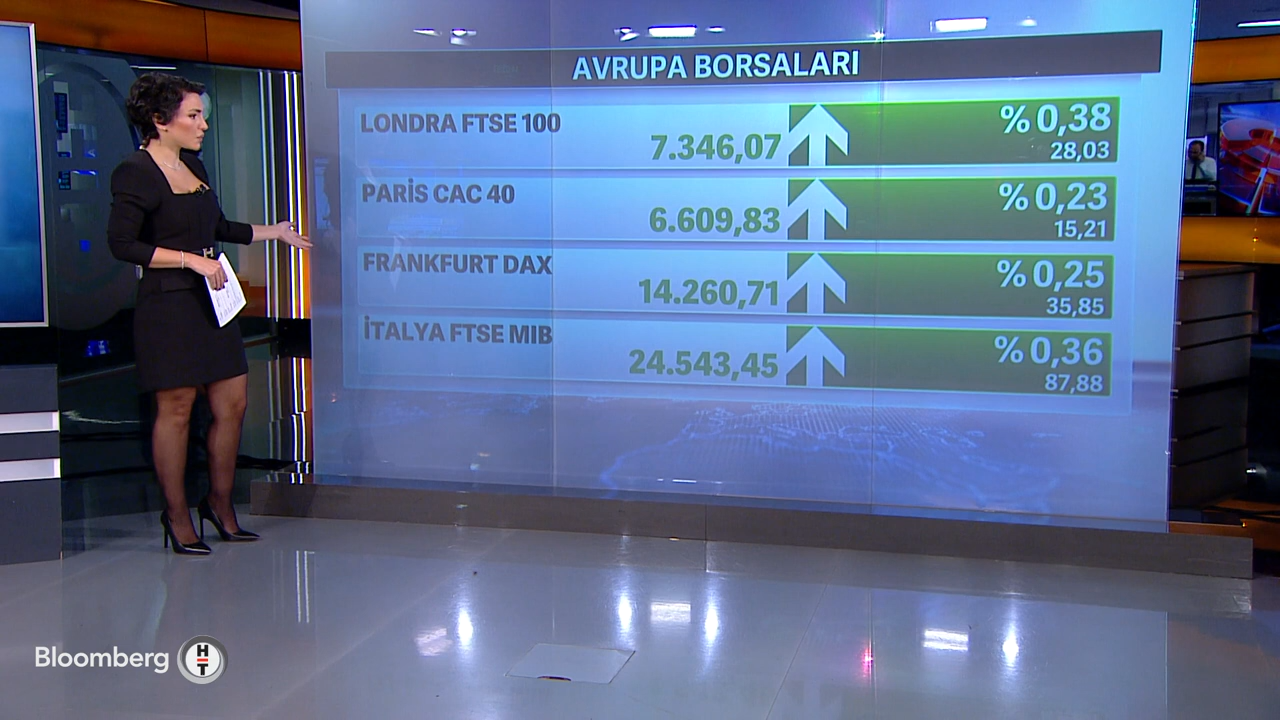 AVRUPA BORSALARI
LONDRA FTSE 100
7.346,07
% 0,38
28,03
PARİS CAC 40
6.609,83
% 0,23
15,21
FRANKFURT DAX
14.260,71
% 0,25
35,85
İTALYA FTSE MIB
24.543,45
% 0,36
87,88
Bloomberg HT